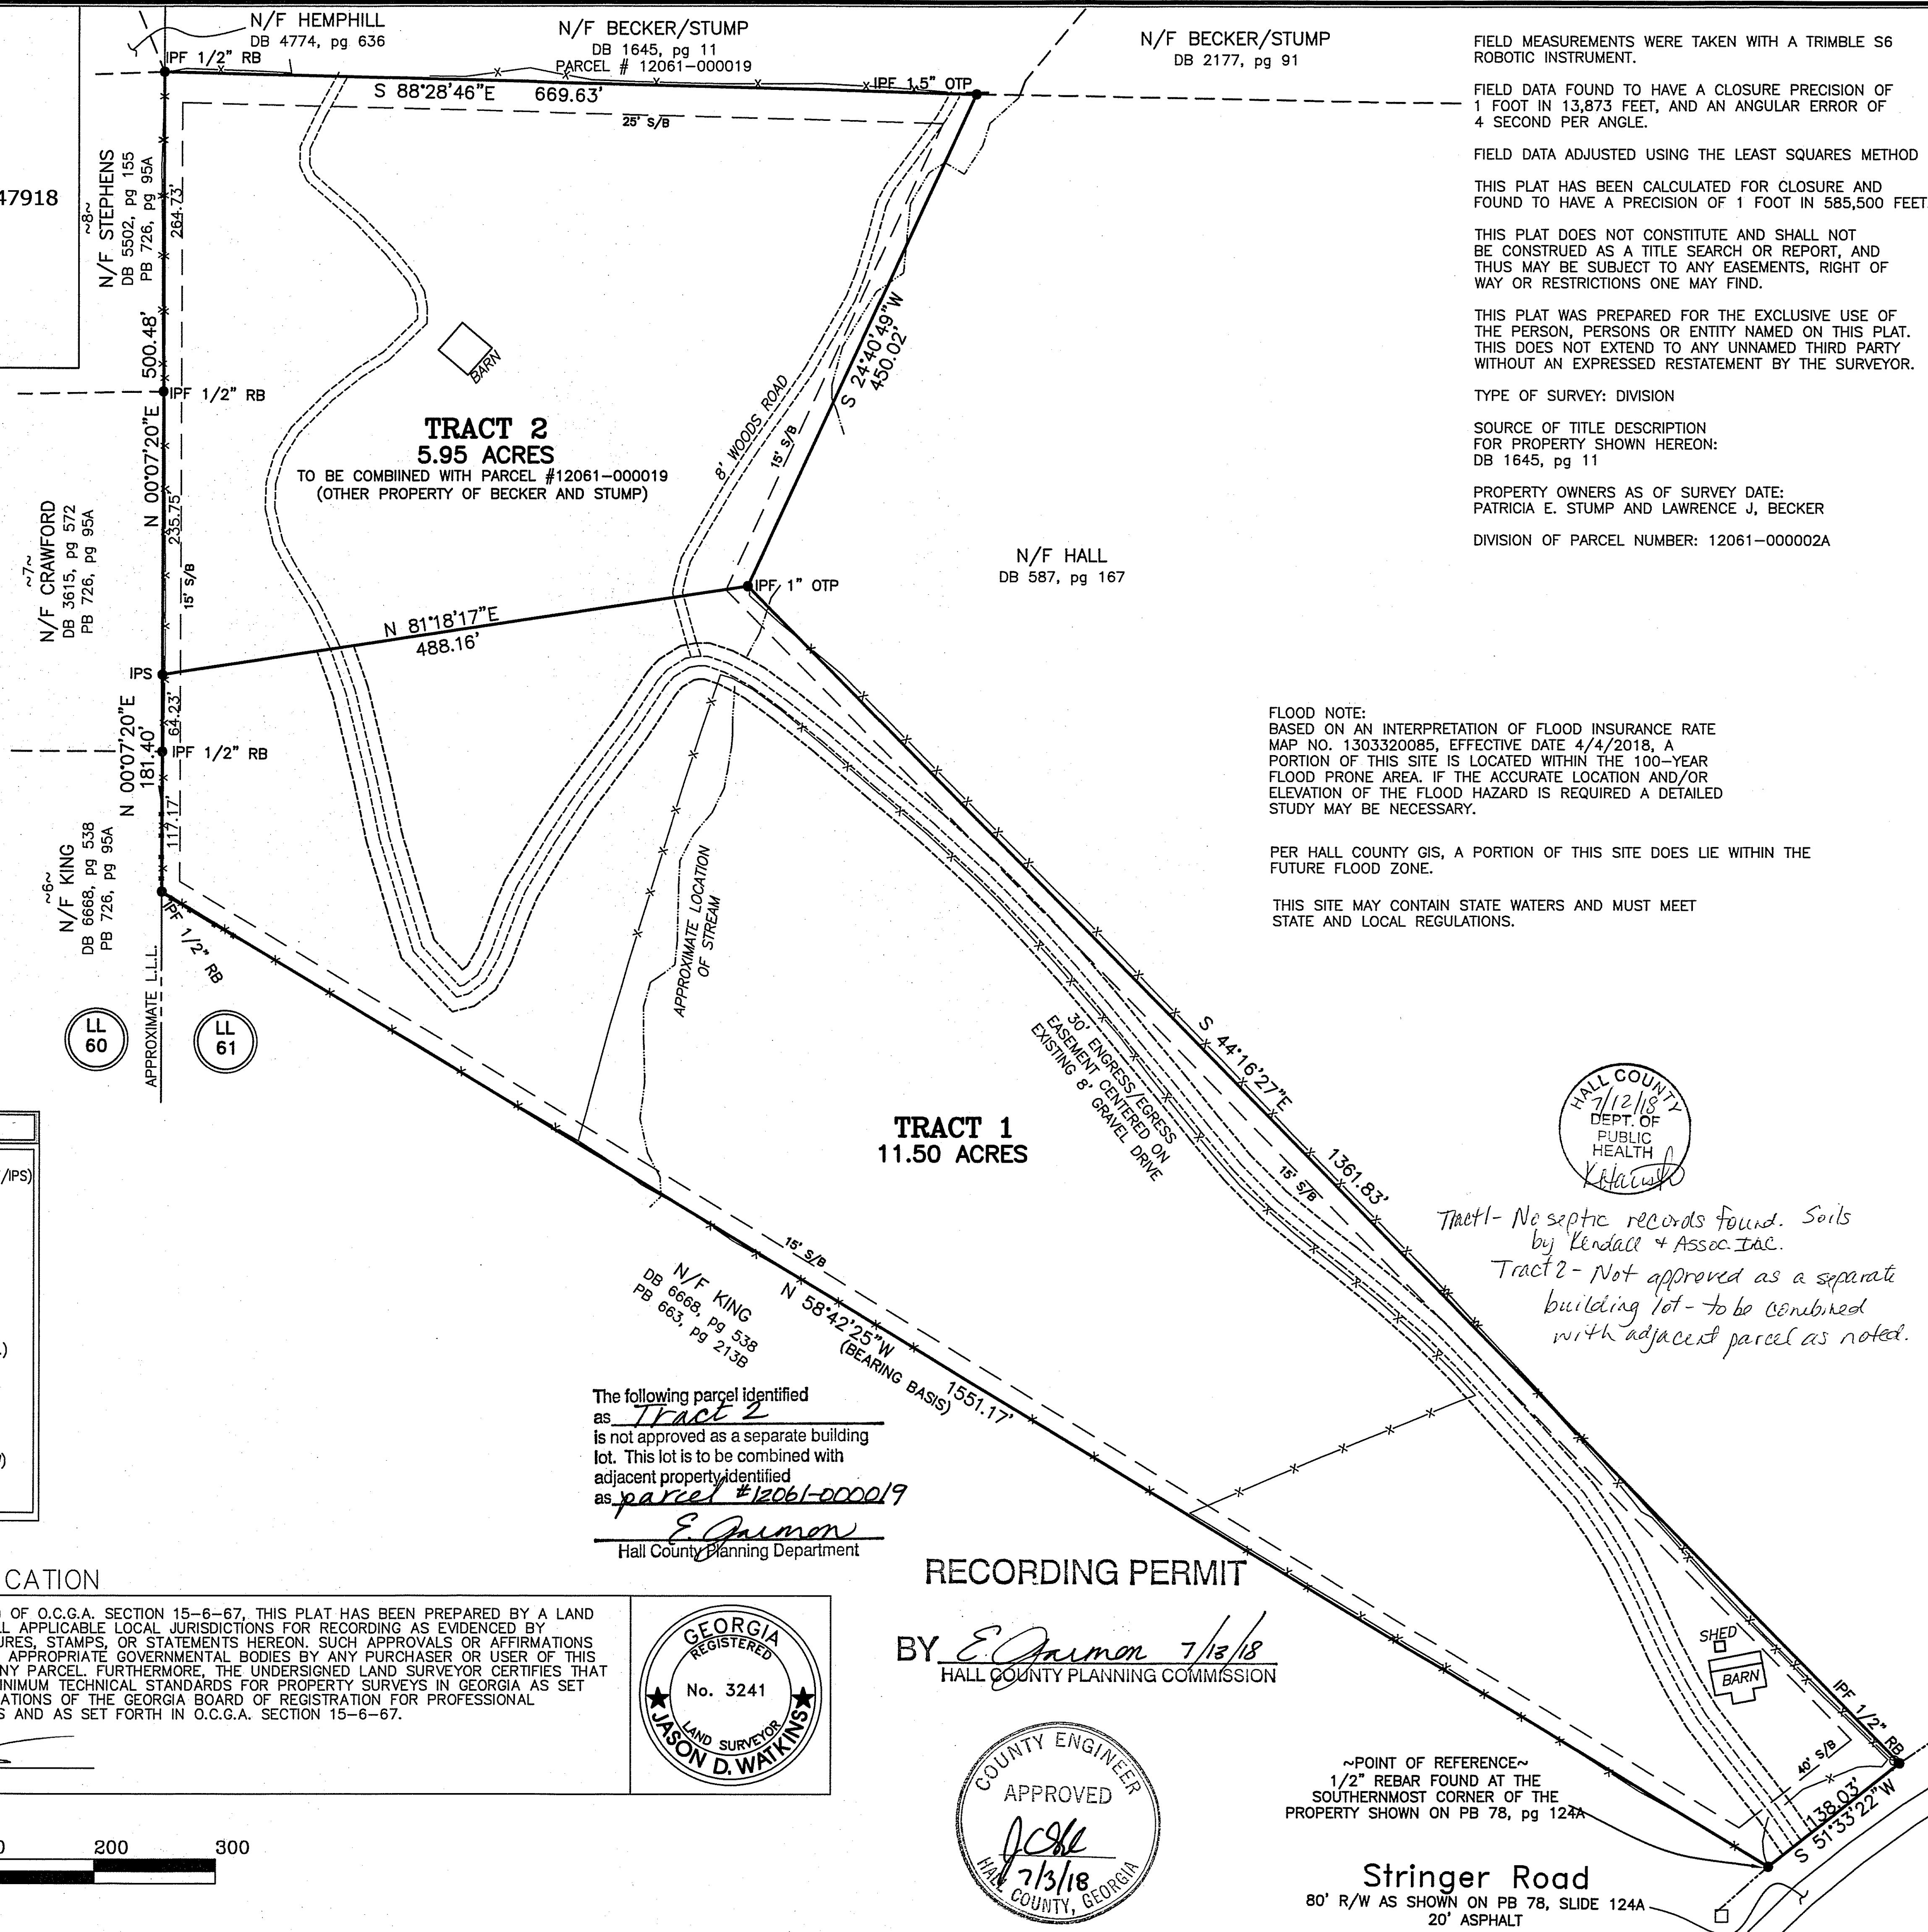 N/F HEMPHILL
DB 4774, pg 636
N/F BECKER/STUMP
DB 1645, pg 11
PARCEL # 12061-000019
N/F BECKER/STUMP
DB 2177, pg 91
IPF 1/2" RB
S 88°28'46"E 669.63'
IPF 1.5" OTP
25' S/B
47918
~8~
N/F STEPHENS
DB 5502, pg 155
PB 726, pg 95A
264.73'
N 00°07'20"E 500.48'
IPF 1/2" RB
BARN
TRACT 2
5.95 ACRES
TO BE COMBIINED WITH PARCEL #12061-000019
(OTHER PROPERTY OF BECKER AND STUMP)
8' WOODS ROAD
15' S/B
S 24°40'49"W
450.02'
~7~
N/F CRAWFORD
DB 3615, pg 572
PB 726, pg 95A
235.75'
15' S/B
N/F HALL
DB 587, pg 167
IPF 1" OTP
N 81°18'17"E
488.16'
IPS
N 00°07'20"E
181.40'
64.23'
IPF 1/2" RB
117.17'
~6~
N/F KING
DB 6668, pg 538
PB 726, pg 95A
IPF 1/2" RB
APPROXIMATE L.L.L.
LL
60
LL
61
APPROXIMATE LOCATION
OF STREAM
30' ENGRESS/EGRESS
EASEMENT CENTERED ON
EXISTING 8' GRAVEL DRIVE
S 44°16'27"E
1361.83'
15' S/B
TRACT 1
11.50 ACRES
15' S/B
N/F KING
DB 6668, pg 538
PB 663, pg 213B
N 58°42'25"W
(BEARING BASIS)
1551.17'
FIELD MEASUREMENTS WERE TAKEN WITH A TRIMBLE S6
ROBOTIC INSTRUMENT.
FIELD DATA FOUND TO HAVE A CLOSURE PRECISION OF
1 FOOT IN 13,873 FEET, AND AN ANGULAR ERROR OF
4 SECOND PER ANGLE.
FIELD DATA ADJUSTED USING THE LEAST SQUARES METHOD
THIS PLAT HAS BEEN CALCULATED FOR CLOSURE AND
FOUND TO HAVE A PRECISION OF 1 FOOT IN 585,500 FEET
THIS PLAT DOES NOT CONSTITUTE AND SHALL NOT
BE CONSTRUED AS A TITLE SEARCH OR REPORT, AND
THUS MAY BE SUBJECT TO ANY EASEMENTS, RIGHT OF
WAY OR RESTRICTIONS ONE MAY FIND.
THIS PLAT WAS PREPARED FOR THE EXCLUSIVE USE OF
THE PERSON, PERSONS OR ENTITY NAMED ON THIS PLAT.
THIS DOES NOT EXTEND TO ANY UNNAMED THIRD PARTY
WITHOUT AN EXPRESSED RESTATEMENT BY THE SURVEYOR.
TYPE OF SURVEY: DIVISION
SOURCE OF TITLE DESCRIPTION
FOR PROPERTY SHOWN HEREON:
DB 1645, pg 11
PROPERTY OWNERS AS OF SURVEY DATE:
PATRICIA E. STUMP AND LAWRENCE J, BECKER
DIVISION OF PARCEL NUMBER: 12061-000002A
FLOOD NOTE:
BASED ON AN INTERPRETATION OF FLOOD INSURANCE RATE
MAP NO. 1303320085, EFFECTIVE DATE 4/4/2018, A
PORTION OF THIS SITE IS LOCATED WITHIN THE 100-YEAR
FLOOD PRONE AREA. IF THE ACCURATE LOCATION AND/OR
ELEVATION OF THE FLOOD HAZARD IS REQUIRED A DETAILED
STUDY MAY BE NECESSARY.
PER HALL COUNTY GIS, A PORTION OF THIS SITE DOES LIE WITHIN THE
FUTURE FLOOD ZONE.
THIS SITE MAY CONTAIN STATE WATERS AND MUST MEET
STATE AND LOCAL REGULATIONS.
HALL COUNTY
7/12/18
DEPT. OF
PUBLIC
HEALTH
Tract 1- No septic records found. Soils
by Kendall & Assoc. Inc.
Tract 2- Not approved as a separate
building lot- to be combined
with adjacent parcel as noted.
/IPS)
.)
)
The following parcel identified
as Tract 2
is not approved as a separate building
lot. This lot is to be combined with
adjacent property identified
as parcel #12061-000019
E. Garmon
Hall County Planning Department
RECORDING PERMIT
BY E. Garmon 7/13/18
HALL COUNTY PLANNING COMMISSION
CATION
OF O.C.G.A. SECTION 15-6-67, THIS PLAT HAS BEEN PREPARED BY A LAND
LL APPLICABLE LOCAL JURISDICTIONS FOR RECORDING AS EVIDENCED BY
URES, STAMPS, OR STATEMENTS HEREON. SUCH APPROVALS OR AFFIRMATIONS
APPROPRIATE GOVERNMENTAL BODIES BY ANY PURCHASER OR USER OF THIS
NY PARCEL. FURTHERMORE, THE UNDERSIGNED LAND SURVEYOR CERTIFIES THAT
INIMUM TECHNICAL STANDARDS FOR PROPERTY SURVEYS IN GEORGIA AS SET
ATIONS OF THE GEORGIA BOARD OF REGISTRATION FOR PROFESSIONAL
S AND AS SET FORTH IN O.C.G.A. SECTION 15-6-67.
GEORGIA
REGISTERED
No. 3241
LAND SURVEYOR
JASON D. WATKINS
COUNTY ENGINEER
APPROVED
7/3/18
HALL COUNTY, GEORGIA
SHED
BARN
IPF 1/2" RB
40' S/B
138.03'
S 51°33'22"W
~POINT OF REFERENCE~
1/2" REBAR FOUND AT THE
SOUTHERNMOST CORNER OF THE
PROPERTY SHOWN ON PB 78, pg 124A
Stringer Road
80' R/W AS SHOWN ON PB 78, SLIDE 124A
20' ASPHALT
0 200 300